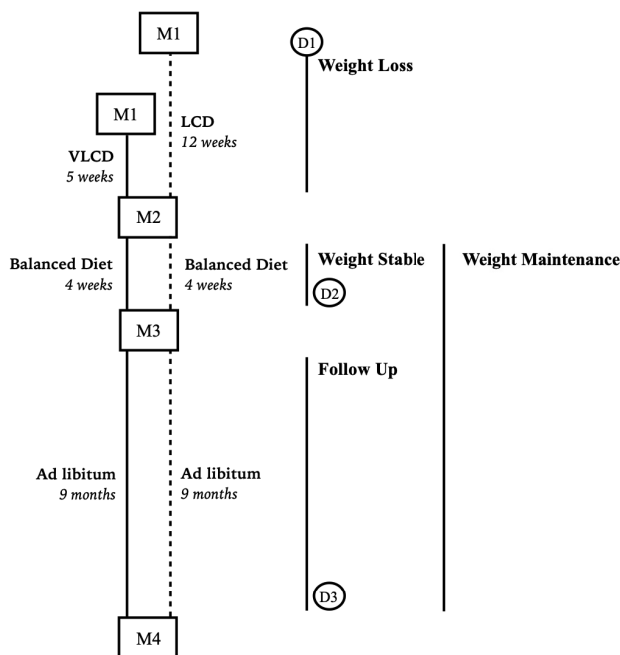 M1
D1
Weight Loss
M1
LCD
12 weeks
VLCD
5 weeks
M2
Balanced Diet
4 weeks
Balanced Diet
4 weeks
Weight Stable
Weight Maintenance
D2
M3
Follow Up
Ad libitum
9 months
Ad libitum
9 months
D3
M4